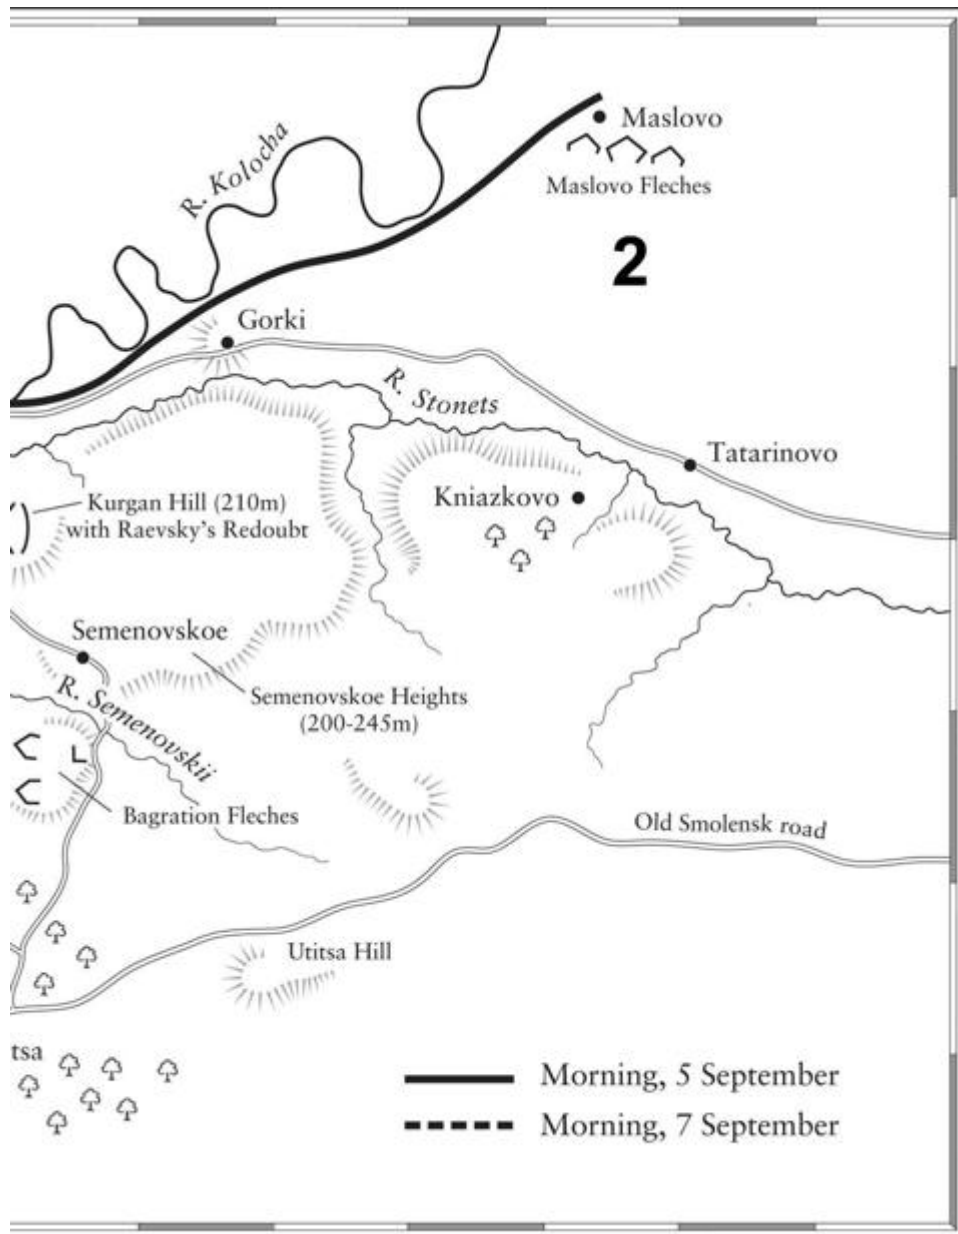 Maslovo
Maslovo Fleches
R. Kolocha
2
Gorki
R. Stonets
Tatarinovo
Kniazkovo
Kurgan Hill (210m)
with Raevsky's Redoubt
Semenovskoe
R. Semenovskii
Semenovskoe Heights
(200-245m)
Bagration Fleches
Old Smolensk road
Utitsa Hill
tsa
Morning, 5 September
Morning, 7 September